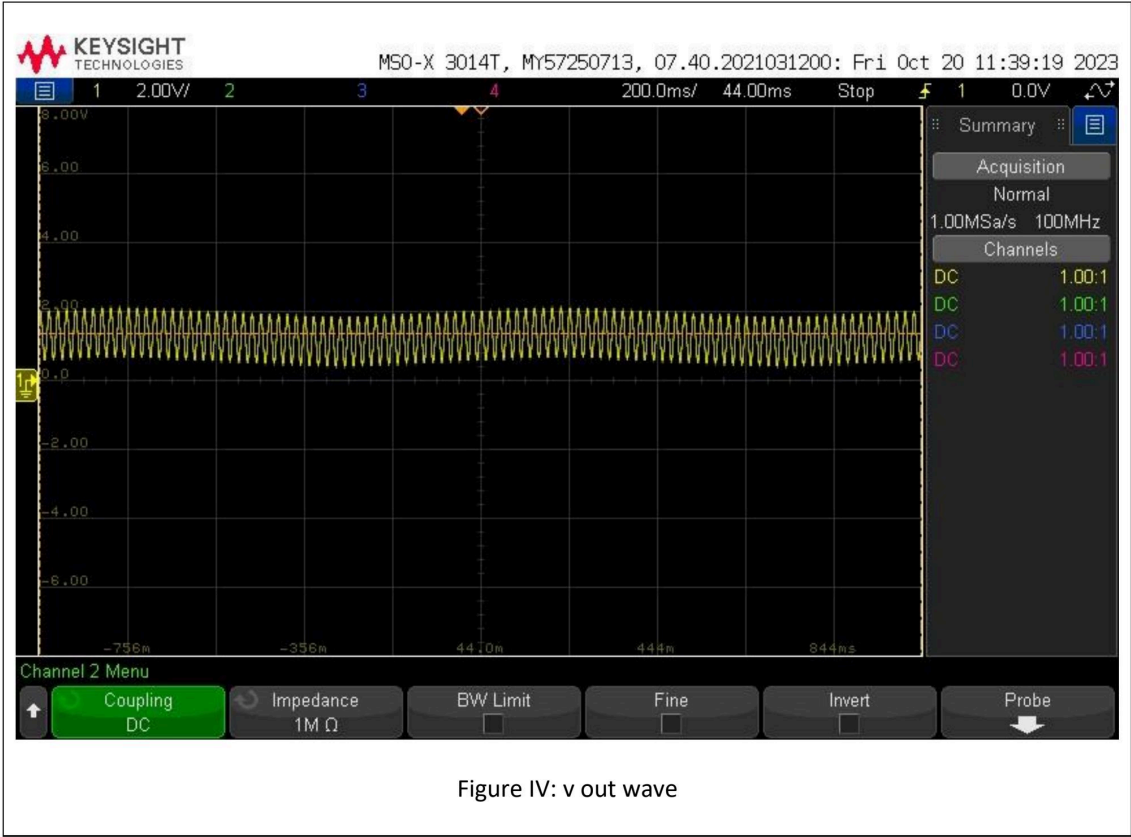 KEYSIGHT
TECHNOLOGIES
MSO-X 3014T, MY57250713, 07.40.2021031200: Fri Oct 20 11:39:19 2023
1 2.00V/ 2 3 4 200.0ms/ 44.00ms Stop 1 0.0V
8.00V
6.00
4.00
2.00
0.0
-2.00
-4.00
-6.00
-756m -356m 44.0m 444m 844ms
Summary
Acquisition
Normal
1.00MSa/s 100MHz
Channels
DC 1.00:1
DC 1.00:1
DC 1.00:1
DC 1.00:1
Channel 2 Menu
Coupling
DC
Impedance
1M Ω
BW Limit
Fine
Invert
Probe
Figure IV: v out wave